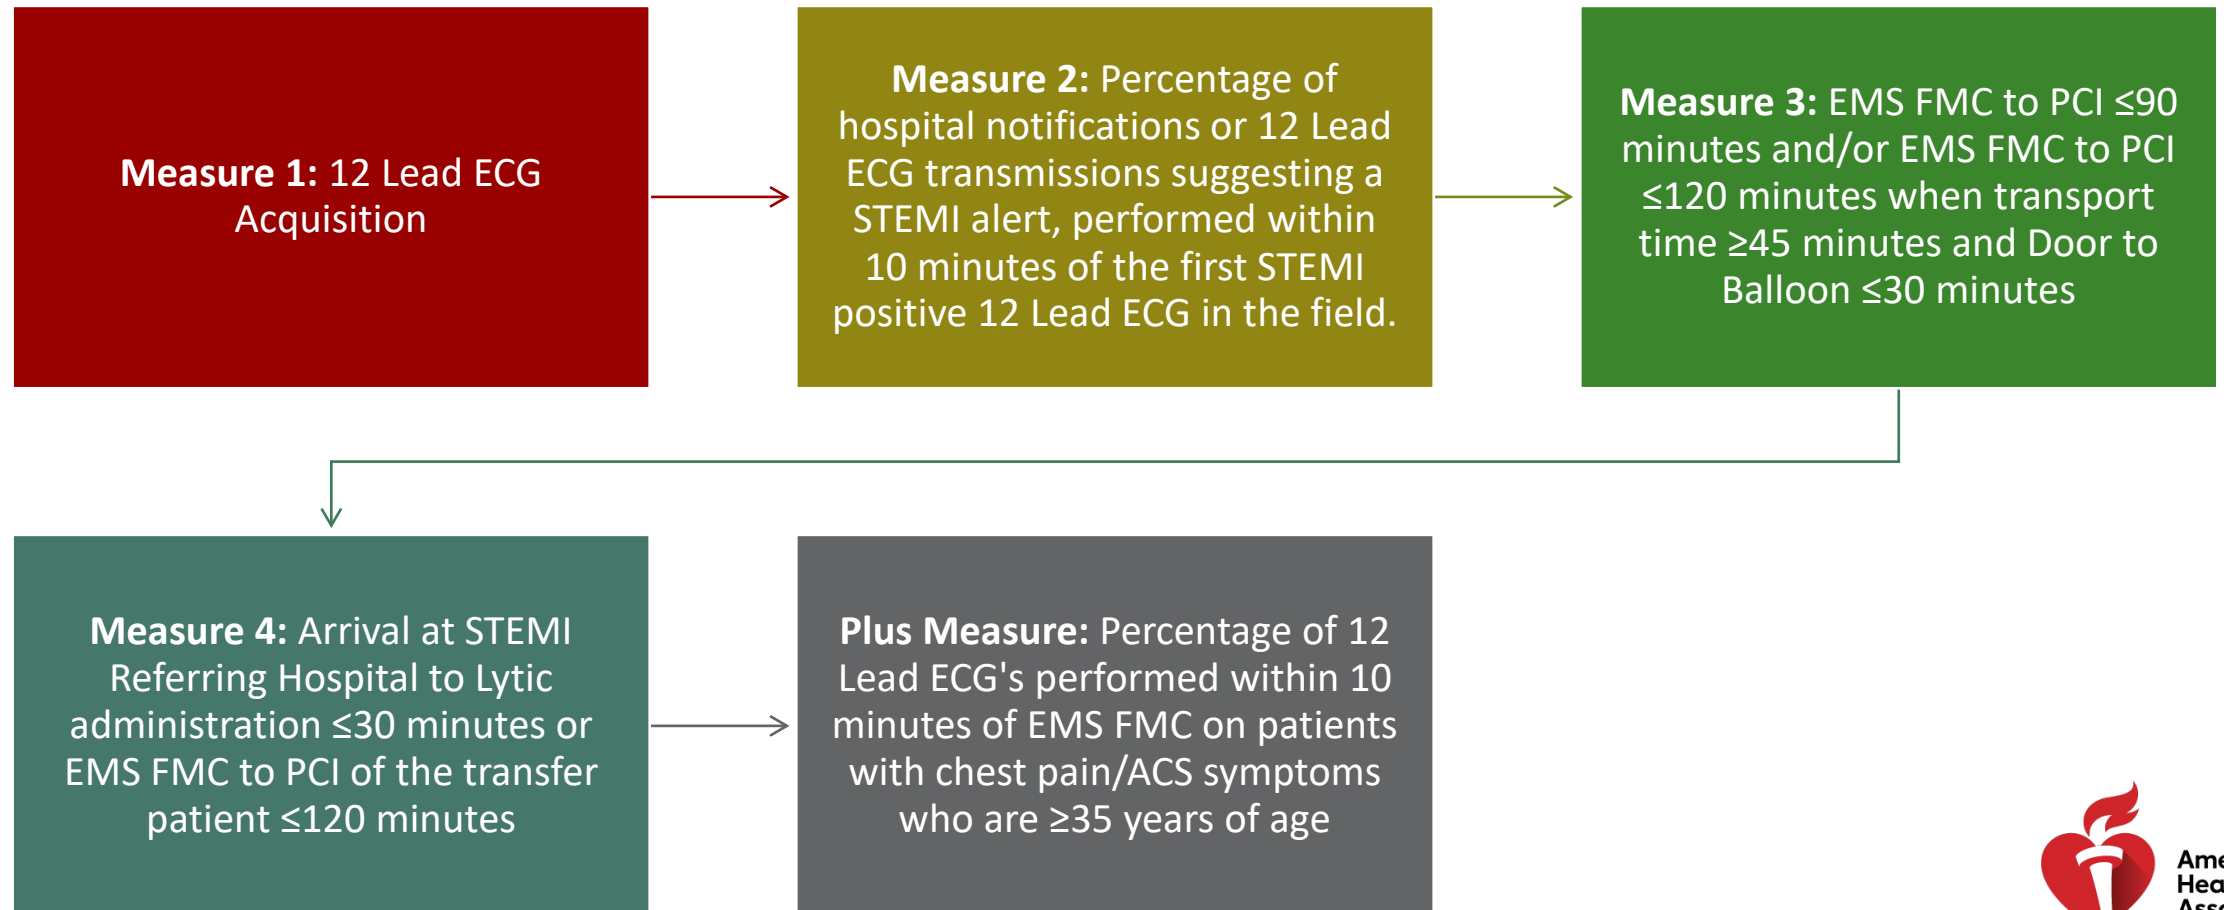 Measure 1: 12 Lead ECG
Acquisition
Measure 2: Percentage of
hospital notifications or 12 Lead
ECG transmissions suggesting a
STEMI alert, performed within
10 minutes of the first STEMI
positive 12 Lead ECG in the field.
Measure 3: EMS FMC to PCI ≤90
minutes and/or EMS FMC to PCI
≤120 minutes when transport
time ≥45 minutes and Door to
Balloon ≤30 minutes
Measure 4: Arrival at STEMI
Referring Hospital to Lytic
administration ≤30 minutes or
EMS FMC to PCI of the transfer
patient ≤120 minutes
Plus Measure: Percentage of 12
Lead ECG's performed within 10
minutes of EMS FMC on patients
with chest pain/ACS symptoms
who are ≥35 years of age